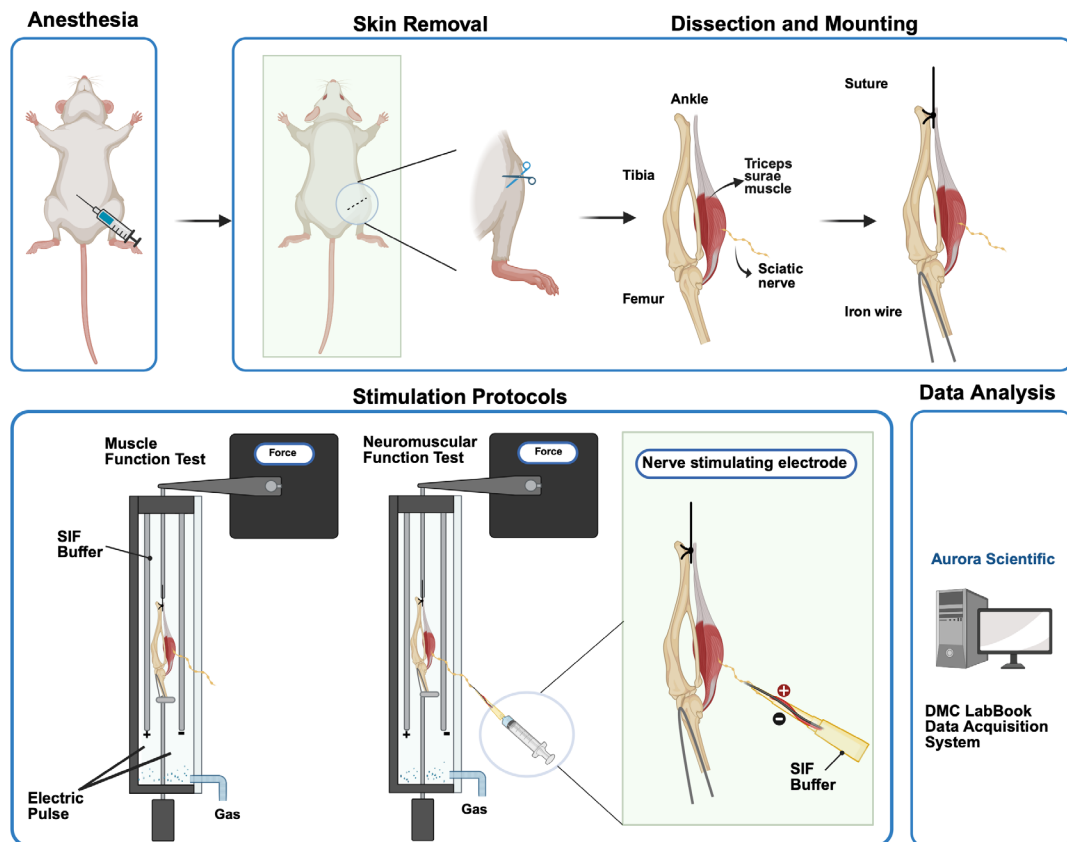 Anesthesia
Skin Removal
Dissection and Mounting
Ankle
Tibia
Triceps
surae
muscle
Sciatic
nerve
Femur
Suture
Iron wire
Stimulation Protocols
Muscle
Function Test
Force
SIF
Buffer
+
-
Electric
Pulse
Gas
Neuromuscular
Function Test
Force
+
-
Gas
Nerve stimulating electrode
+
-
SIF
Buffer
Data Analysis
Aurora Scientific
DMC LabBook
Data Acquisition
System